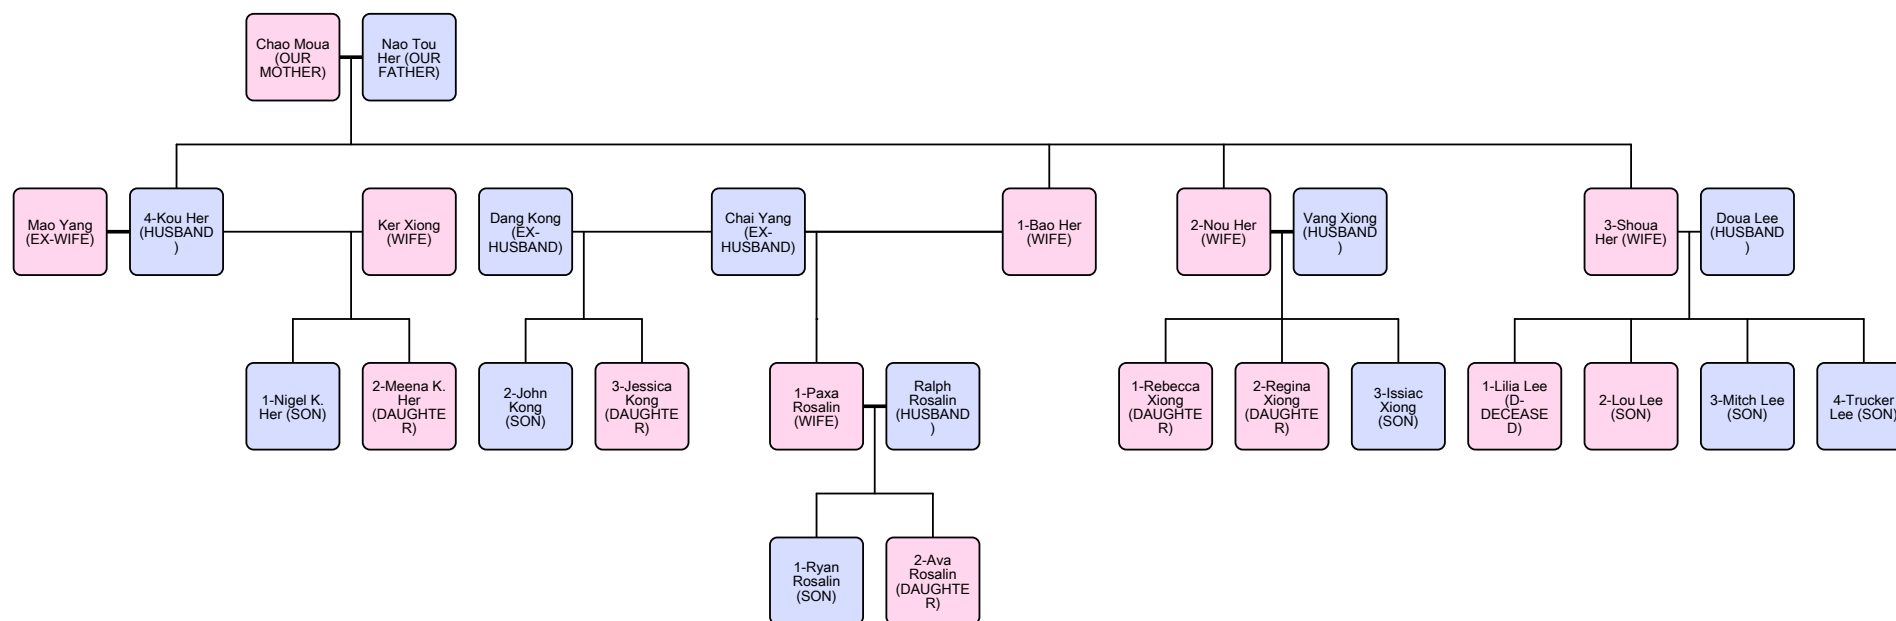 Chao Moua
(OUR
MOTHER)
Nao Tou
Her (OUR
FATHER)
Mao Yang
(EX-WIFE)
4-Kou Her
(HUSBAND
)
Ker Xiong
(WIFE)
Dang Kong
(EX-
HUSBAND)
Chai Yang
(EX-
HUSBAND)
1-Bao Her
(WIFE)
2-Nou Her
(WIFE)
Vang Xiong
(HUSBAND
)
3-Shoua
Her (WIFE)
Doua Lee
(HUSBAND
)
1-Nigel K.
Her (SON)
2-Meena K.
Her
(DAUGHTE
R)
2-John
Kong
(SON)
3-Jessica
Kong
(DAUGHTE
R)
1-Paxa
Rosalin
(WIFE)
Ralph
Rosalin
(HUSBAND
)
1-Rebecca
Xiong
(DAUGHTE
R)
2-Regina
Xiong
(DAUGHTE
R)
3-Issiac
Xiong
(SON)
1-Lilia Lee
(D-
DECEASE
D)
2-Lou Lee
(SON)
3-Mitch Lee
(SON)
4-Trucker
Lee (SON)
1-Ryan
Rosalin
(SON)
2-Ava
Rosalin
(DAUGHTE
R)